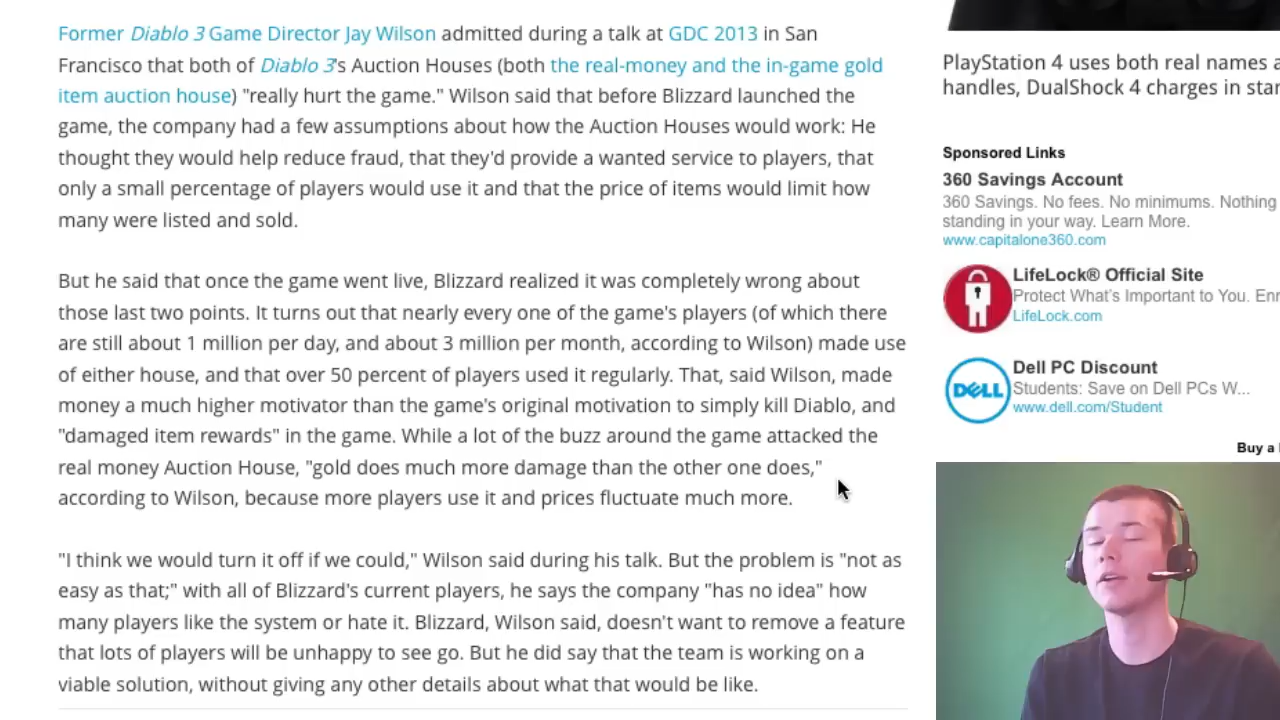 Former Diablo 3 Game Director Jay Wilson admitted during a talk at GDC 2013 in San
Francisco that both of Diablo 3's Auction Houses (both the real-money and the in-game gold
item auction house) "really hurt the game." Wilson said that before Blizzard launched the
game, the company had a few assumptions about how the Auction Houses would work: He
thought they would help reduce fraud, that they'd provide a wanted service to players, that
only a small percentage of players would use it and that the price of items would limit how
many were listed and sold.
But he said that once the game went live, Blizzard realized it was completely wrong about
those last two points. It turns out that nearly every one of the game's players (of which there
are still about 1 million per day, and about 3 million per month, according to Wilson) made use
of either house, and that over 50 percent of players used it regularly. That, said Wilson, made
money a much higher motivator than the game's original motivation to simply kill Diablo, and
"damaged item rewards" in the game. While a lot of the buzz around the game attacked the
real money Auction House, "gold does much more damage than the other one does,"
according to Wilson, because more players use it and prices fluctuate much more.
"I think we would turn it off if we could," Wilson said during his talk. But the problem is "not as
easy as that;" with all of Blizzard's current players, he says the company "has no idea" how
many players like the system or hate it. Blizzard, Wilson said, doesn't want to remove a feature
that lots of players will be unhappy to see go. But he did say that the team is working on a
viable solution, without giving any other details about what that would be like.
PlayStation 4 uses both real names a
handles, DualShock 4 charges in star
Sponsored Links
360 Savings Account
360 Savings. No fees. No minimums. Nothing
standing in your way. Learn More.
www.capitalone360.com
LifeLock® Official Site
Protect What's Important to You. Enr
LifeLock.com
DELL
Dell PC Discount
Students: Save on Dell PCs W...
www.dell.com/Student
Buy a